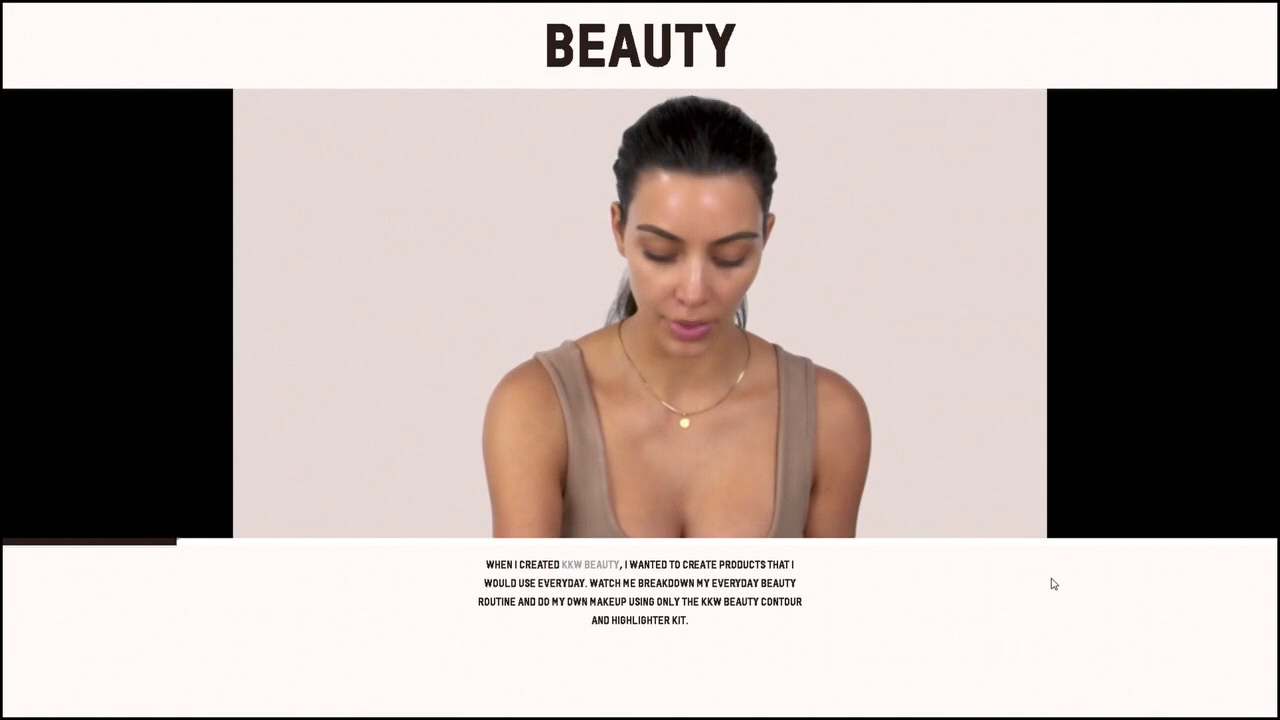 BEAUTY
WHEN I CREATED KKW BEAUTY, I WANTED TO CREATE PRODUCTS THAT I
WOULD USE EVERYDAY. WATCH ME BREAKDOWN MY EVERYDAY BEAUTY
ROUTINE AND DO MY OWN MAKEUP USING ONLY THE KKW BEAUTY CONTOUR
AND HIGHLIGHTER KIT.